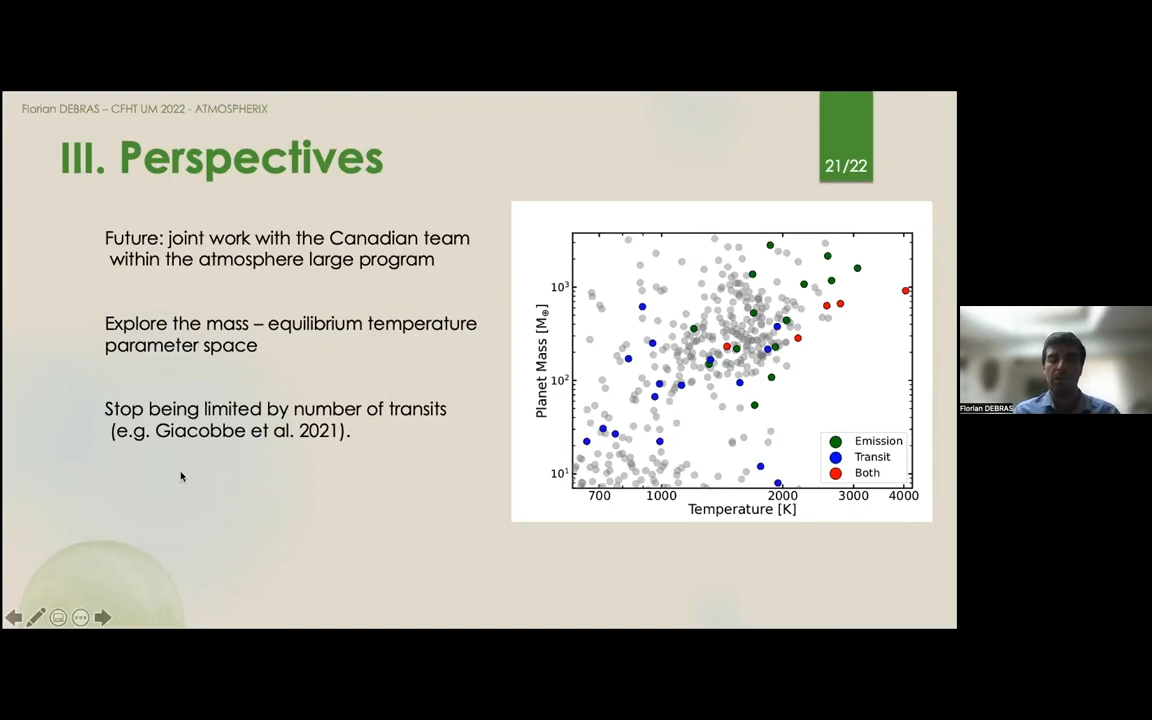 Florian DEBRAS – CFHT UM 2022 - ATMOSPHERIX
III. Perspectives
21/22
Future: joint work with the Canadian team
within the atmosphere large program
Explore the mass – equilibrium temperature
parameter space
Stop being limited by number of transits
(e.g. Giacobbe et al. 2021).
Planet Mass [M⊕]
10³
10²
10¹
Emission
Transit
Both
700 1000 2000 3000 4000
Temperature [K]
Florian DEBRAS